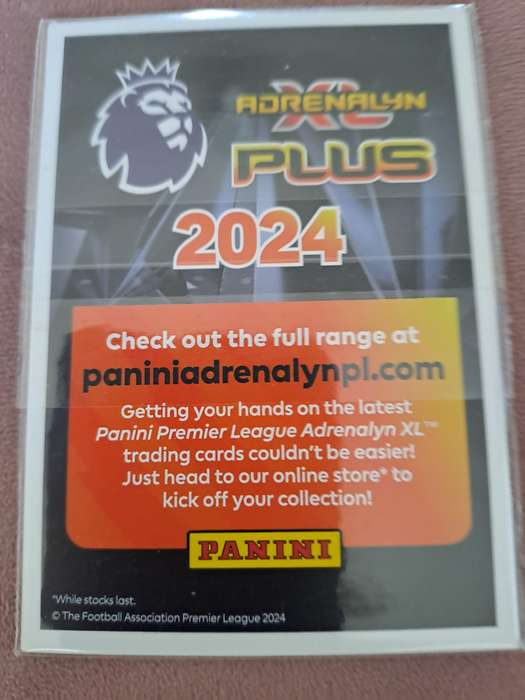 ADRENALYN
XL
PLUS
2024
Check out the full range at
paniniadrenalynpl.com
Getting your hands on the latest
Panini Premier League Adrenalyn XL™
trading cards couldn't be easier!
Just head to our online store* to
kick off your collection!
PANINI
*While stocks last.
© The Football Association Premier League 2024